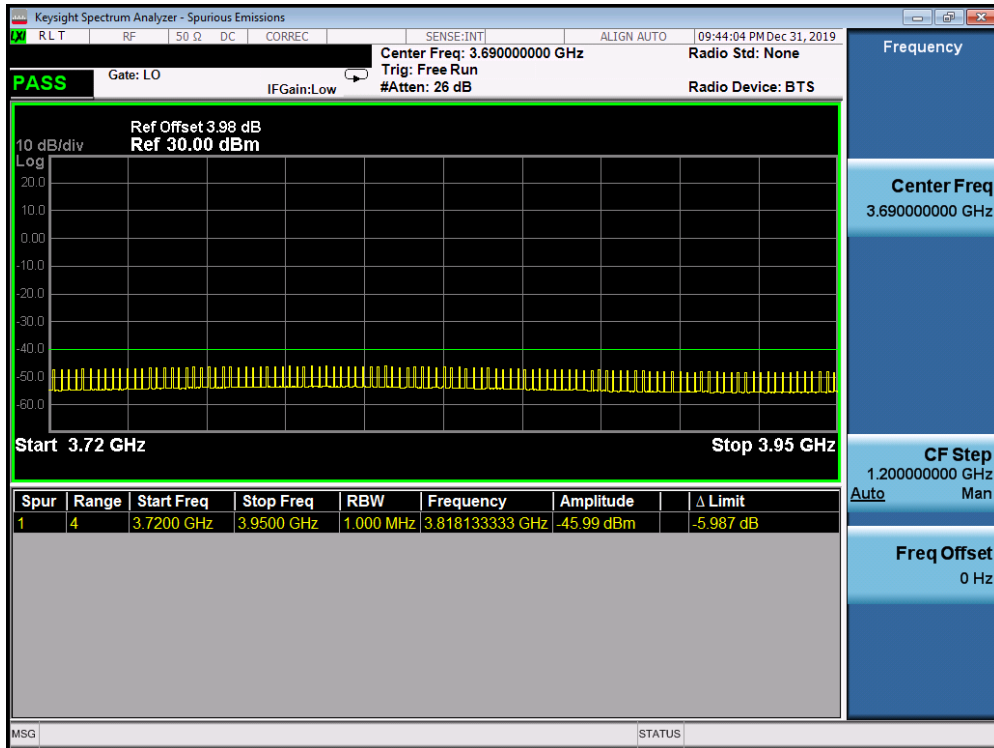 Keysight Spectrum Analyzer - Spurious Emissions
LXI RLT RF 50 Ω DC CORREC SENSE:INT ALIGN AUTO 09:44:04 PM Dec 31, 2019
Center Freq: 3.690000000 GHz Radio Std: None
PASS Gate: LO Trig: Free Run
IFGain:Low #Atten: 26 dB Radio Device: BTS
Ref Offset 3.98 dB
10 dB/div Ref 30.00 dBm
Log
20.0
10.0
0.00
-10.0
-20.0
-30.0
-40.0
-50.0
-60.0
Start 3.72 GHz Stop 3.95 GHz
Spur Range Start Freq Stop Freq RBW Frequency Amplitude Δ Limit
1 4 3.7200 GHz 3.9500 GHz 1.000 MHz 3.818133333 GHz -45.99 dBm -5.987 dB
Frequency
Center Freq
3.690000000 GHz
CF Step
1.200000000 GHz
Auto Man
Freq Offset
0 Hz
MSG STATUS